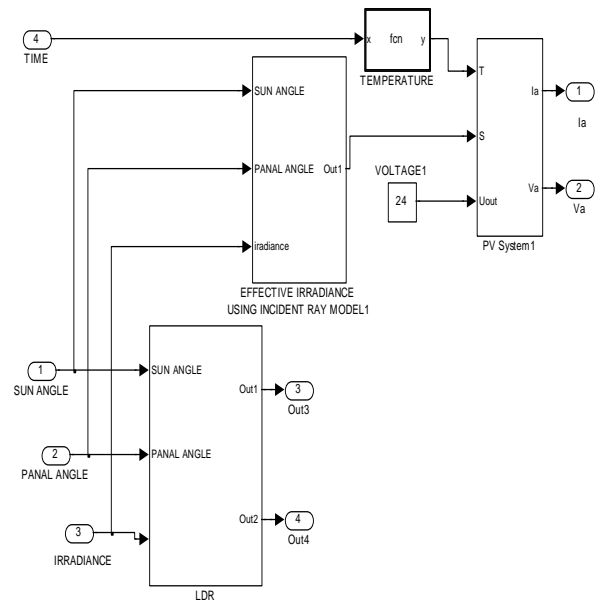 4
TIME
x fcn y
TEMPERATURE
SUN ANGLE
PANAL ANGLE
Out1
iradiance
EFFECTIVE IRRADIANCE
USING INCIDENT RAY MODEL1
VOLTAGE1
24
T
S
Uout
Ia
Va
PV System1
1
Ia
2
Va
1
SUN ANGLE
2
PANAL ANGLE
3
IRRADIANCE
SUN ANGLE
PANAL ANGLE
Out1
Out2
LDR
3
Out3
4
Out4